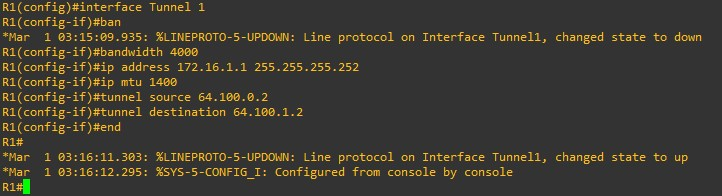 R1(config)#interface Tunnel 1
R1(config-if)#ban
*Mar  1 03:15:09.935: %LINEPROTO-5-UPDOWN: Line protocol on Interface Tunnel1, changed state to down
R1(config-if)#bandwidth 4000
R1(config-if)#ip address 172.16.1.1 255.255.255.252
R1(config-if)#ip mtu 1400
R1(config-if)#tunnel source 64.100.0.2
R1(config-if)#tunnel destination 64.100.1.2
R1(config-if)#end
R1#
*Mar  1 03:16:11.303: %LINEPROTO-5-UPDOWN: Line protocol on Interface Tunnel1, changed state to up
*Mar  1 03:16:12.295: %SYS-5-CONFIG_I: Configured from console by console
R1#